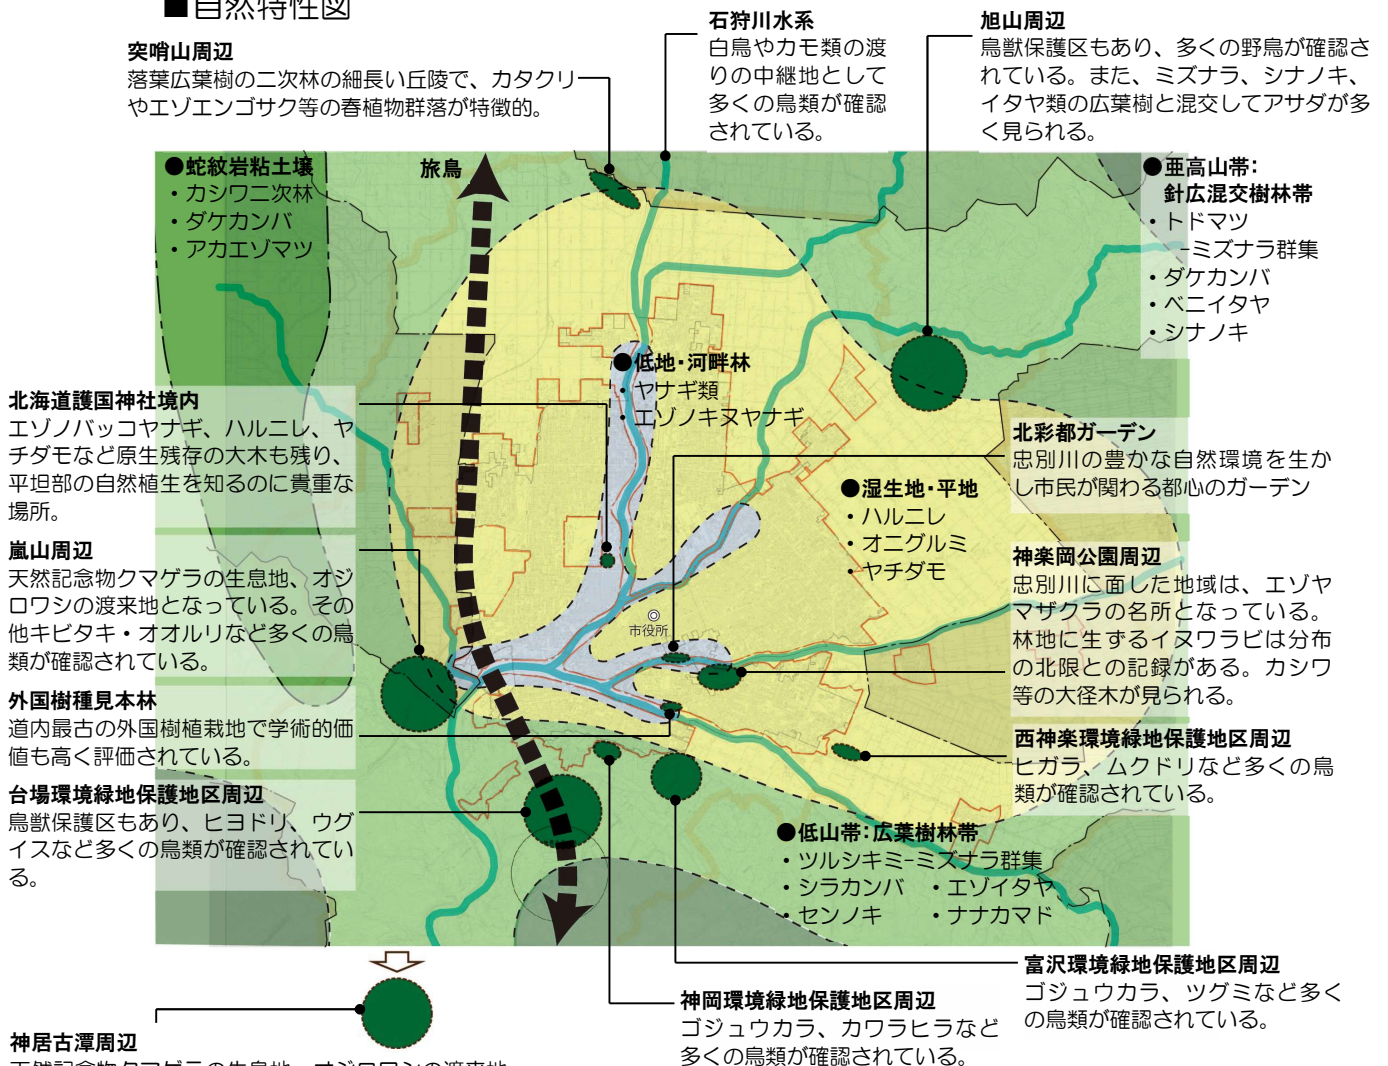 ■自然特性図
突哨山周辺
落葉広葉樹の二次林の細長い丘陵で、カタクリ
やエゾエンゴサク等の春植物群落が特徴的。
石狩川水系
白鳥やカモ類の渡
りの中継地として
多くの鳥類が確認
されている。
旭山周辺
鳥獣保護区もあり、多くの野鳥が確認さ
れている。また、ミズナラ、シナノキ、
イタヤ類の広葉樹と混交してアサダが多
く見られる。
●蛇紋岩粘土壌
・カシワ二次林
・ダケカンバ
・アカエゾマツ
旅鳥
●亜高山帯：
針広混交樹林帯
・トドマツ
-ミズナラ群集
・ダケカンバ
・ベニイタヤ
・シナノキ
●低地・河畔林
・ヤナギ類
・エゾノキヌヤナギ
北海道護国神社境内
エゾノバッコヤナギ、ハルニレ、ヤ
チダモなど原生残存の大木も残り、
平坦部の自然植生を知るのに貴重な
場所。
北彩都ガーデン
忠別川の豊かな自然環境を生か
し市民が関わる都心のガーデン
●湿生地・平地
・ハルニレ
・オニグルミ
・ヤチダモ
嵐山周辺
天然記念物クマゲラの生息地、オジ
ロワシの渡来地となっている。その
他キビタキ・オオルリなど多くの鳥
類が確認されている。
神楽岡公園周辺
忠別川に面した地域は、エゾヤ
マザクラの名所となっている。
林地に生ずるイヌワラビは分布
の北限との記録がある。カシワ
等の大径木が見られる。
市役所
外国樹種見本林
道内最古の外国樹植栽地で学術的価
値も高く評価されている。
西神楽環境緑地保護地区周辺
ヒガラ、ムクドリなど多くの鳥
類が確認されている。
台場環境緑地保護地区周辺
鳥獣保護区もあり、ヒヨドリ、ウグ
イスなど多くの鳥類が確認されてい
る。
●低山帯：広葉樹林帯
・ツルシキミ-ミズナラ群集
・シラカンバ ・エゾイタヤ
・センノキ ・ナナカマド
富沢環境緑地保護地区周辺
ゴジュウカラ、ツグミなど多く
の鳥類が確認されている。
神岡環境緑地保護地区周辺
ゴジュウカラ、カワラヒラなど
多くの鳥類が確認されている。
神居古潭周辺
天然記念物クマゲラの生息地、オジロワシの渡来地